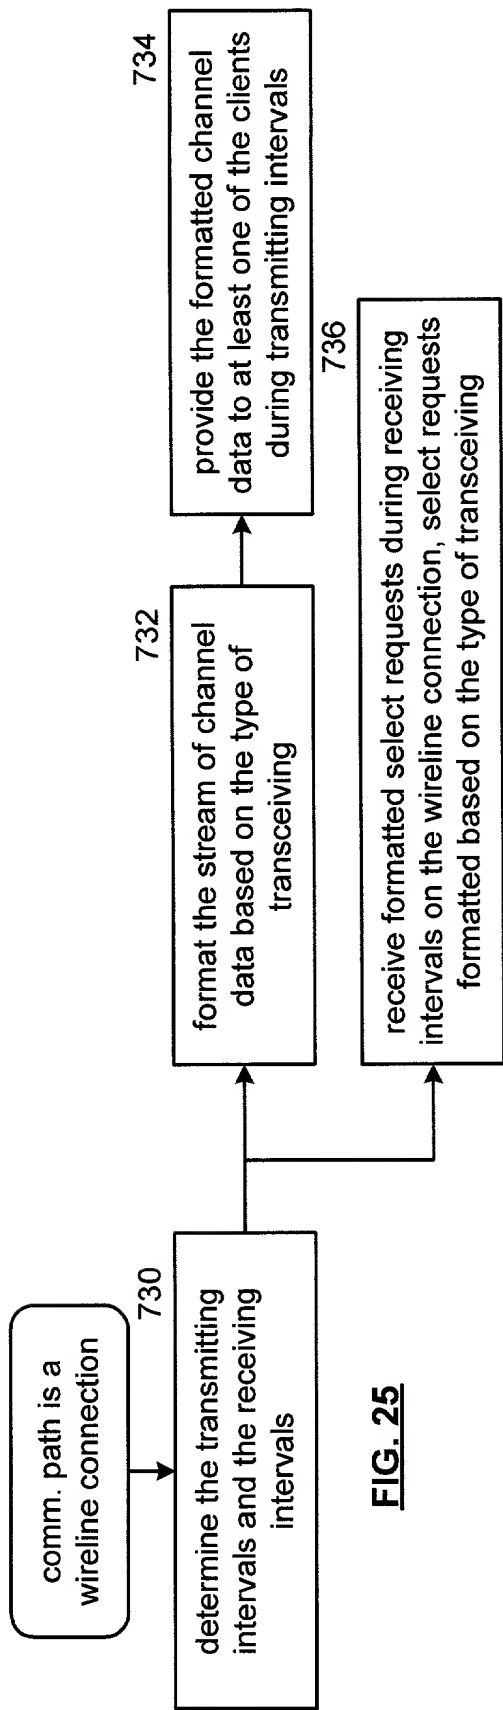 comm. path is a
wireline connection
730
determine the transmitting
intervals and the receiving
intervals
732
format the stream of channel
data based on the type of
transceiving
734
provide the formatted channel
data to at least one of the clients
during transmitting intervals
736
receive formatted select requests during receiving
intervals on the wireline connection, select requests
formatted based on the type of transceiving
FIG. 25